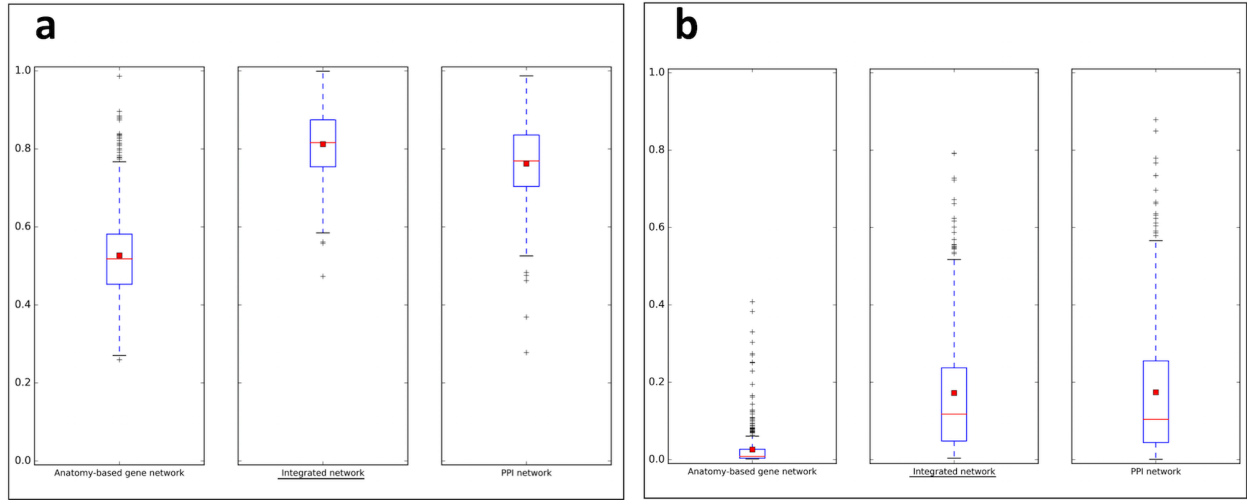 a
1.0
0.8
0.6
0.4
0.2
0.0
Anatomy-based gene network
Integrated network
PPI network
b
1.0
0.8
0.6
0.4
0.2
0.0
Anatomy-based gene network
Integrated network
PPI network